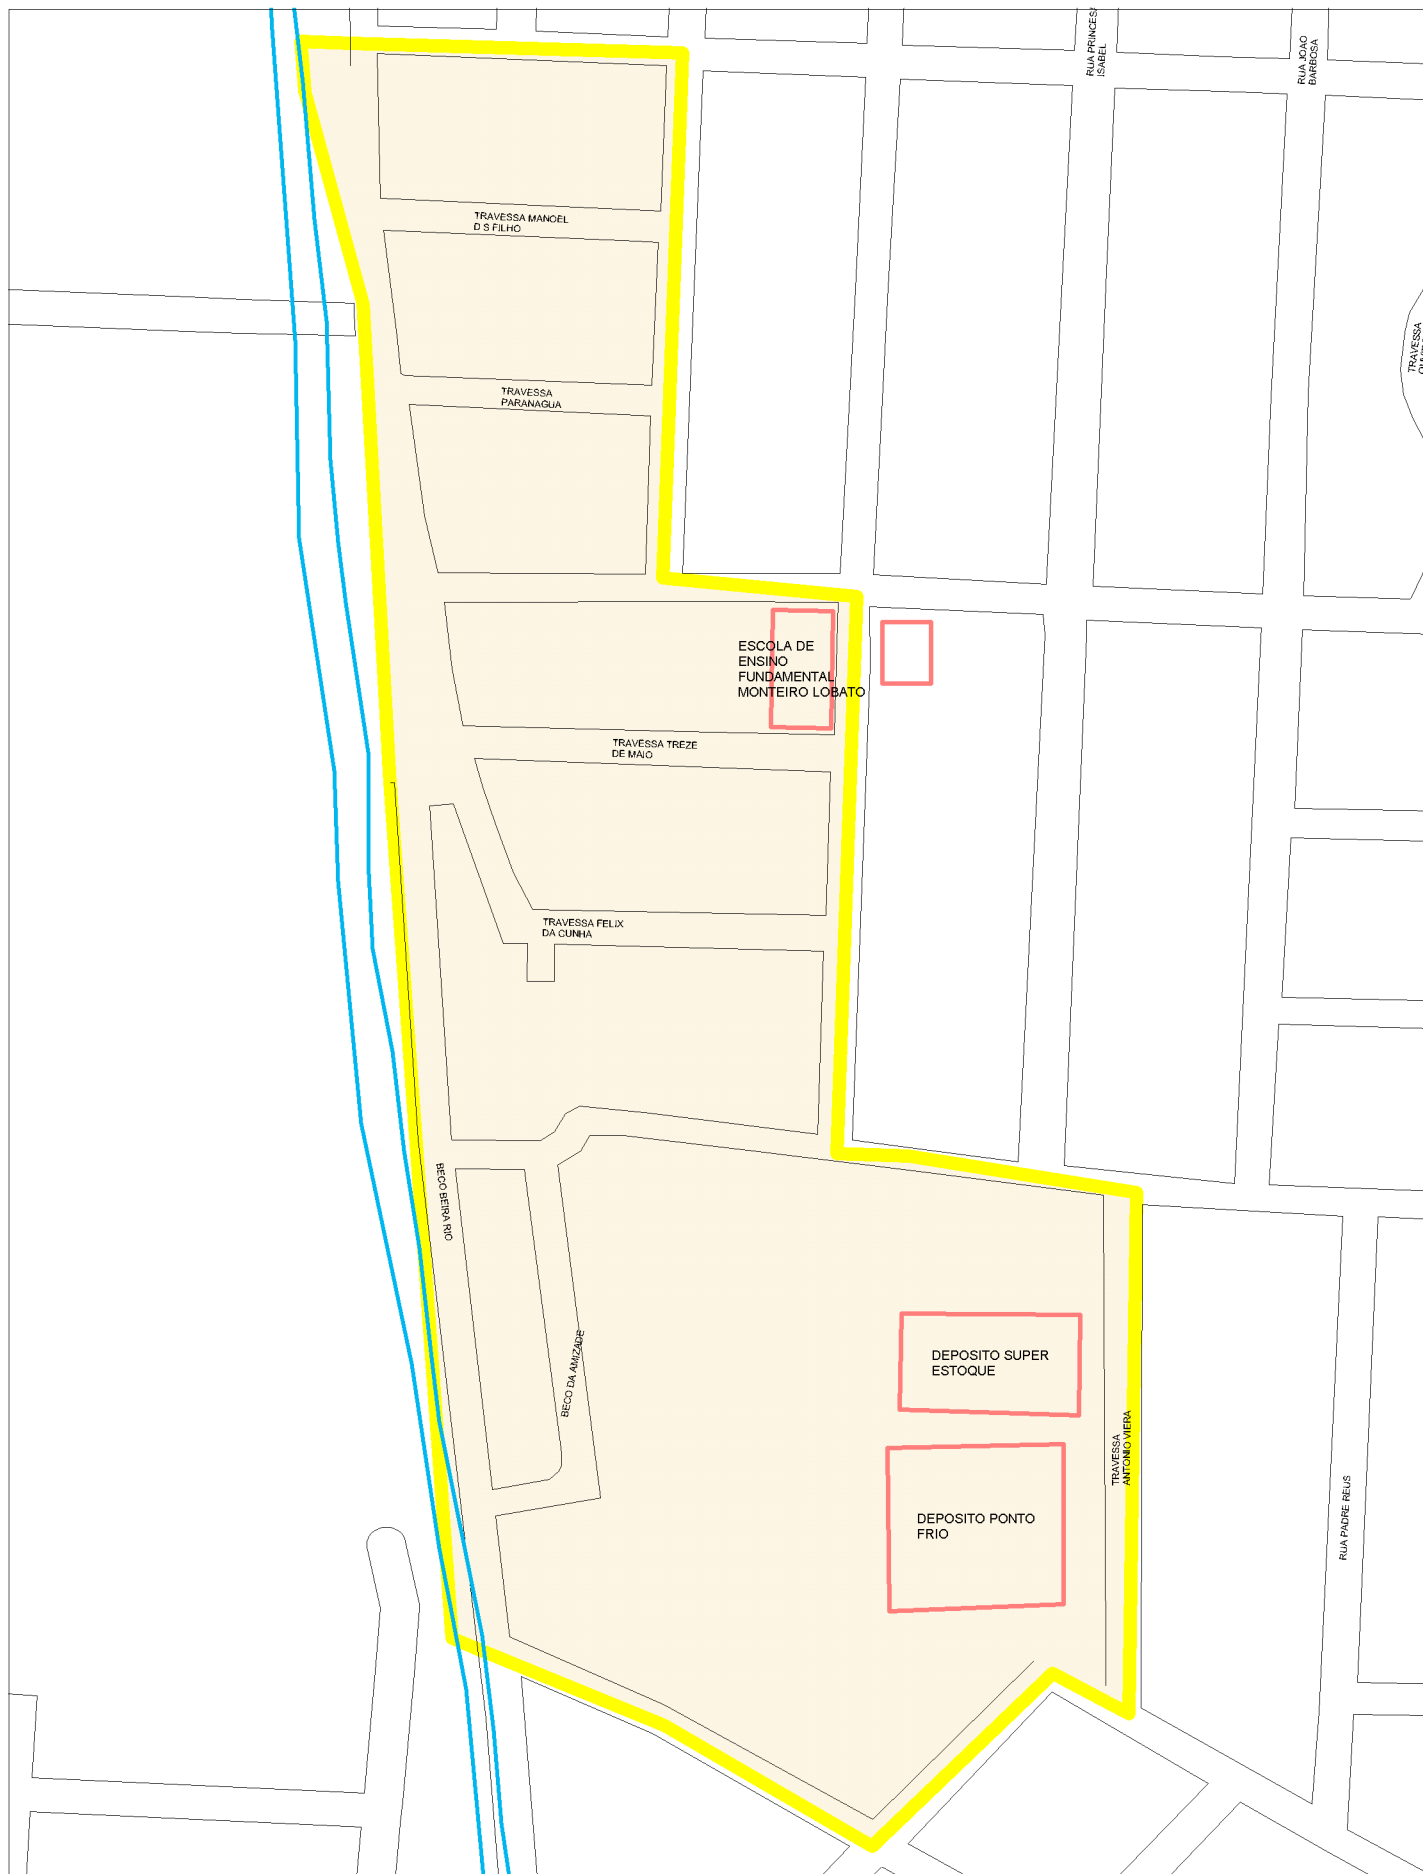 RUA PRINCESA
ISABEL
RUA JOAO
BARBOSA
TRAVESSA MANOEL
D S FILHO
TRAVESSA
TRAVESSA
PARANAGUA
ESCOLA DE
ENSINO
FUNDAMENTAL
MONTEIRO LOBATO
TRAVESSA TREZE
DE MAIO
TRAVESSA FELIX
DA CUNHA
BECO BEIRA RIO
BECO DA AMIZADE
DEPOSITO SUPER
ESTOQUE
TRAVESSA
ANTONIO VIERA
DEPOSITO PONTO
FRIO
RUA PADRE REUS